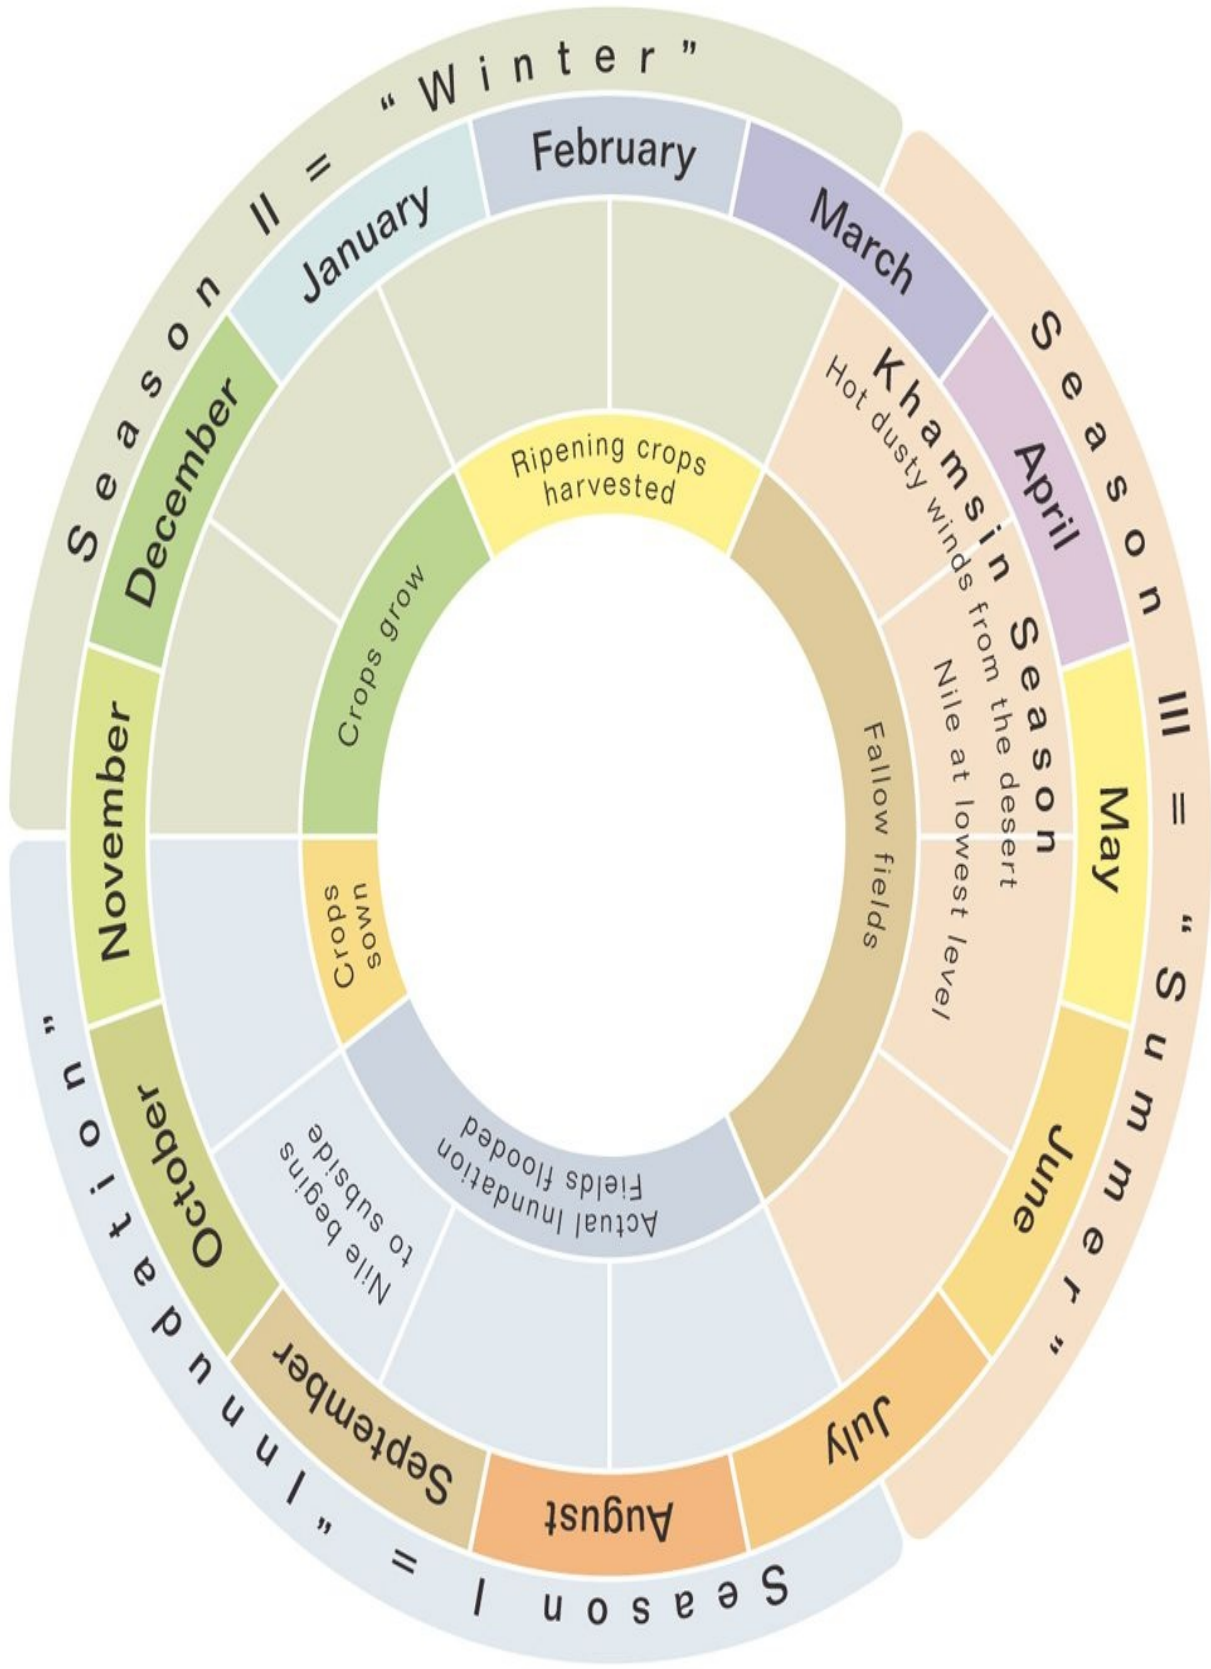 Season I = "Innundation"
Season II = "Winter"
Season III = "Summer"
January
February
March
April
May
June
July
August
September
October
November
December
Khamsin Season
Hot dusty winds from the desert
Nile at lowest level
Nile begins
to subside
Ripening crops
harvested
Fallow fields
Actual Inundation
Fields flooded
Crops
sown
Crops grow